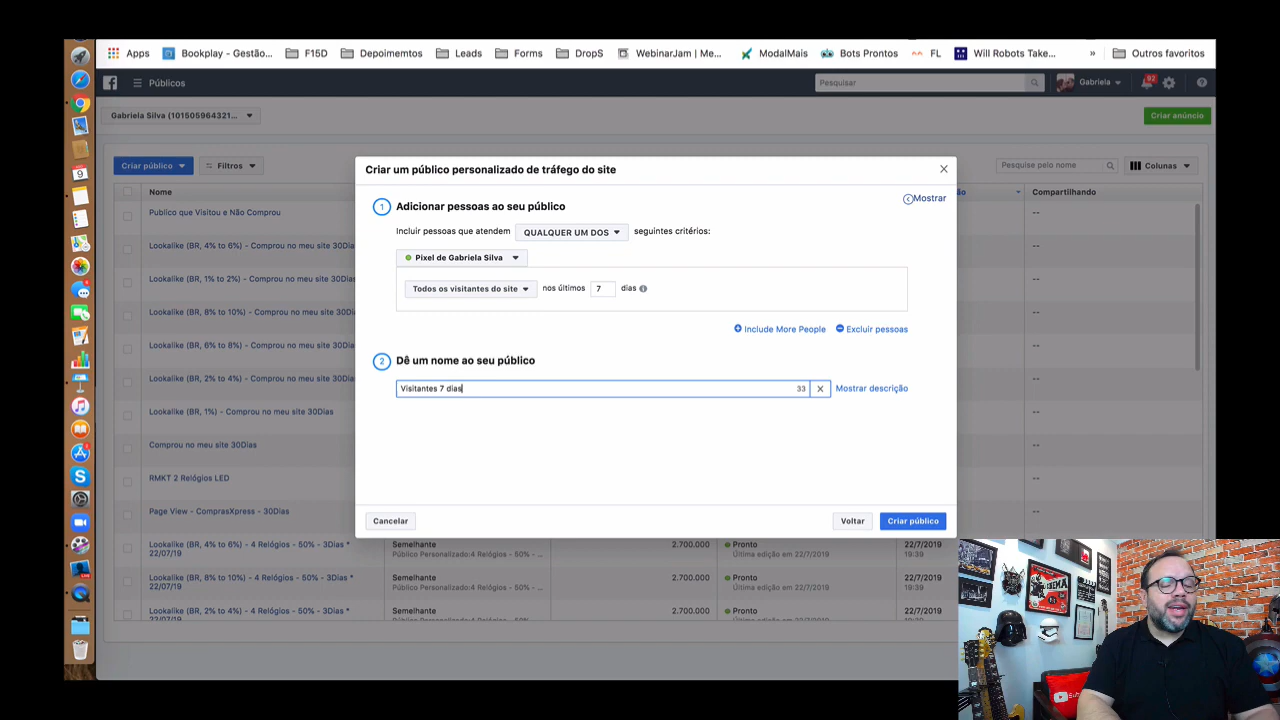 Apps Bookplay - Gestão... F15D Depoimemtos Leads Forms DropS WebinarJam | Me... ModalMais Bots Prontos FL Will Robots Take... » Outros favoritos
Públicos Pesquisar Gabriela 82
Gabriela Silva (101505964321... Criar anúncio
Criar público Filtros Pesquise pelo nome Colunas
Nome Compartilhando
Publico que Visitou e Não Comprou --
Lookalike (BR, 4% to 6%) - Comprou no meu site 30Dia --
Lookalike (BR, 1% to 2%) - Comprou no meu site 30Dia --
Lookalike (BR, 8% to 10%) - Comprou no meu site 30Di --
Lookalike (BR, 6% to 8%) - Comprou no meu site 30Dia --
Lookalike (BR, 2% to 4%) - Comprou no meu site 30Dia --
Lookalike (BR, 1%) - Comprou no meu site 30Dias --
Comprou no meu site 30Dias --
RMKT 2 Relógios LED --
Page View - ComprasXpress - 30Dias --
Criar um público personalizado de tráfego do site
Mostrar
1 Adicionar pessoas ao seu público
Incluir pessoas que atendem QUALQUER UM DOS seguintes critérios:
Pixel de Gabriela Silva
Todos os visitantes do site nos últimos 7 dias
Include More People Excluir pessoas
2 Dê um nome ao seu público
Visitantes 7 dias 33 Mostrar descrição
Cancelar Voltar Criar público
Lookalike (BR, 4% to 6%) - 4 Relógios - 50% - 3Dias * Semelhante 2.700.000 Pronto 22/7/2019
22/07/19 Público Personalizado:4 Relógios - 50% - ... Última edição em 22/7/2019 19:39
Lookalike (BR, 8% to 10%) - 4 Relógios - 50% - 3Dias * Semelhante 2.700.000 Pronto 22/7/2019
22/07/19 Público Personalizado:4 Relógios - 50% - ... Última edição em 22/7/2019 19:39
Lookalike (BR, 2% to 4%) - 4 Relógios - 50% - 3Dias * Semelhante 2.700.000 Pronto 22/7/2019
22/07/19